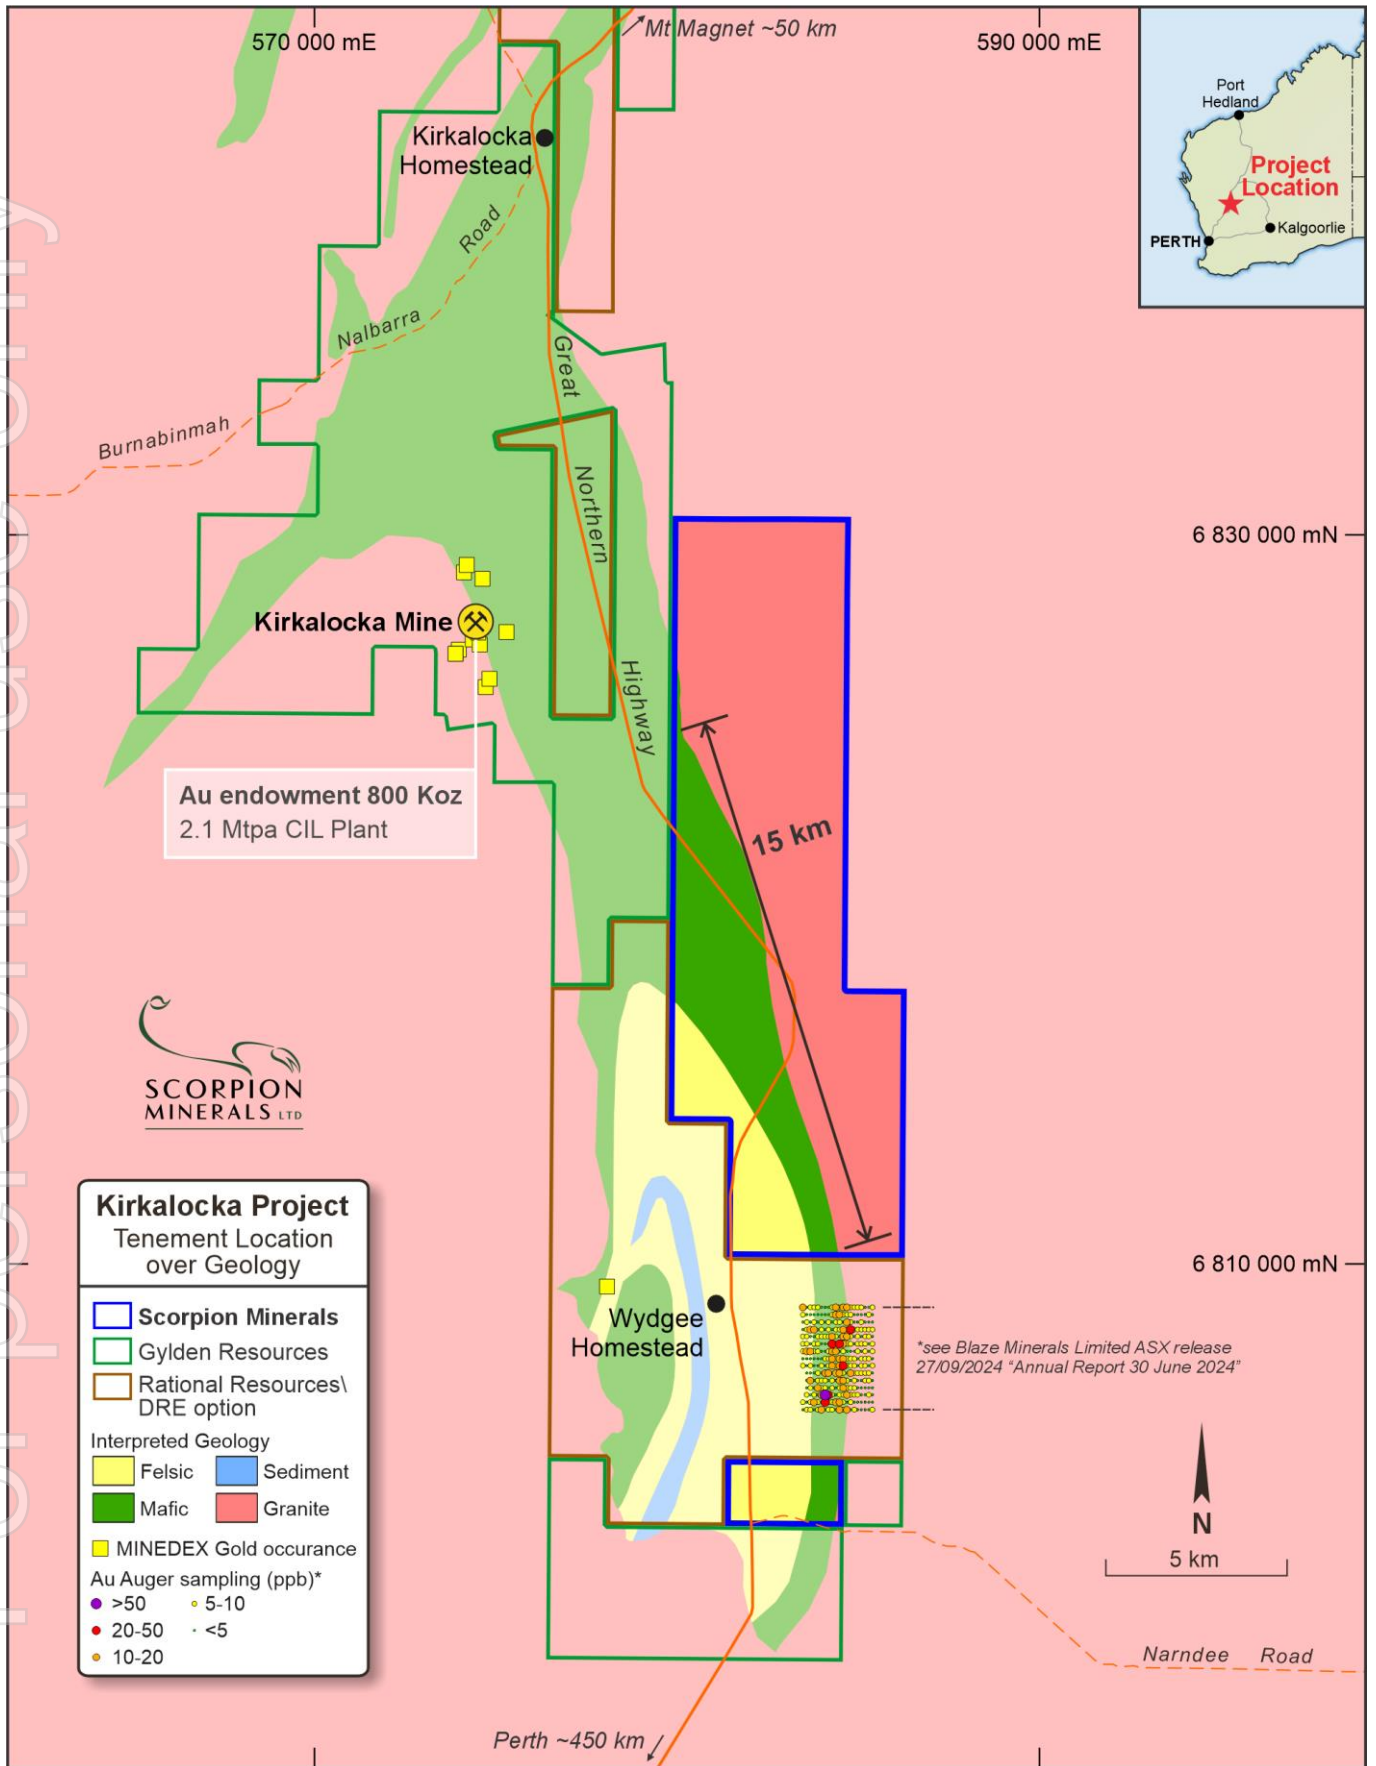 570 000 mE
Mt Magnet ~50 km
590 000 mE
Port
Hedland
Project
Location
Kalgoorlie
PERTH
Kirkalocka
Homestead
Burnabinmah Nalbarra Road
Great Northern Highway
6 830 000 mN
Kirkalocka Mine
Au endowment 800 Koz
2.1 Mtpa CIL Plant
15 km
SCORPION
MINERALS LTD
6 810 000 mN
Wydgee
Homestead
*see Blaze Minerals Limited ASX release
27/09/2024 “Annual Report 30 June 2024”
Kirkalocka Project
Tenement Location
over Geology
Scorpion Minerals
Gylden Resources
Rational Resources\
DRE option
Interpreted Geology
Felsic
Sediment
Mafic
Granite
MINEDEX Gold occurance
Au Auger sampling (ppb)*
>50
5-10
20-50
<5
10-20
N
5 km
Narndee Road
Perth ~450 km